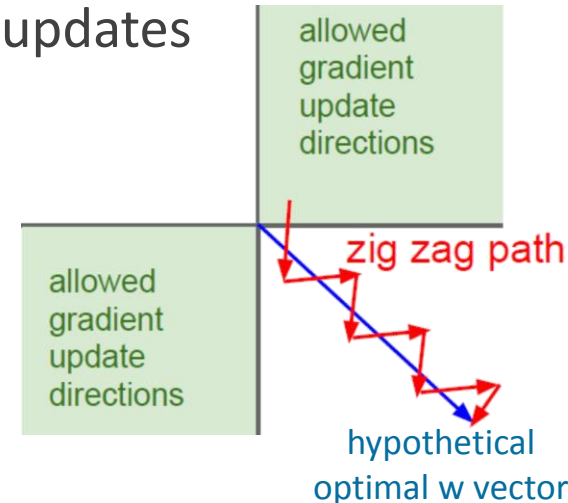 updates
allowed
gradient
update
directions
zig zag path
allowed
gradient
update
directions
hypothetical
optimal w vector